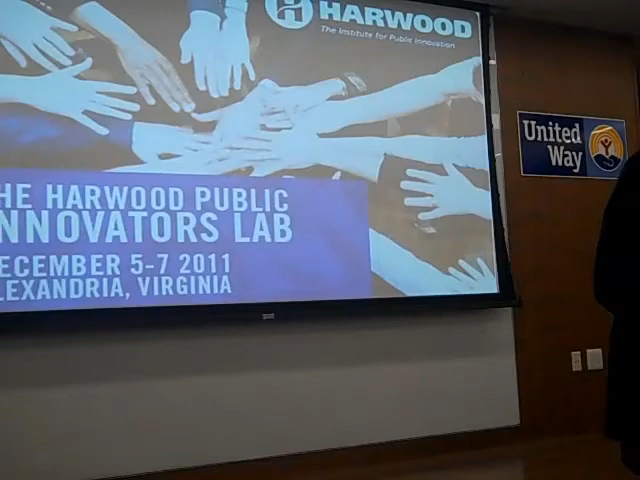 HARWOOD
The Institute for Public Innovation
HE HARWOOD PUBLIC
NNOVATORS LAB
ECEMBER 5-7 2011
LEXANDRIA, VIRGINIA
United
Way